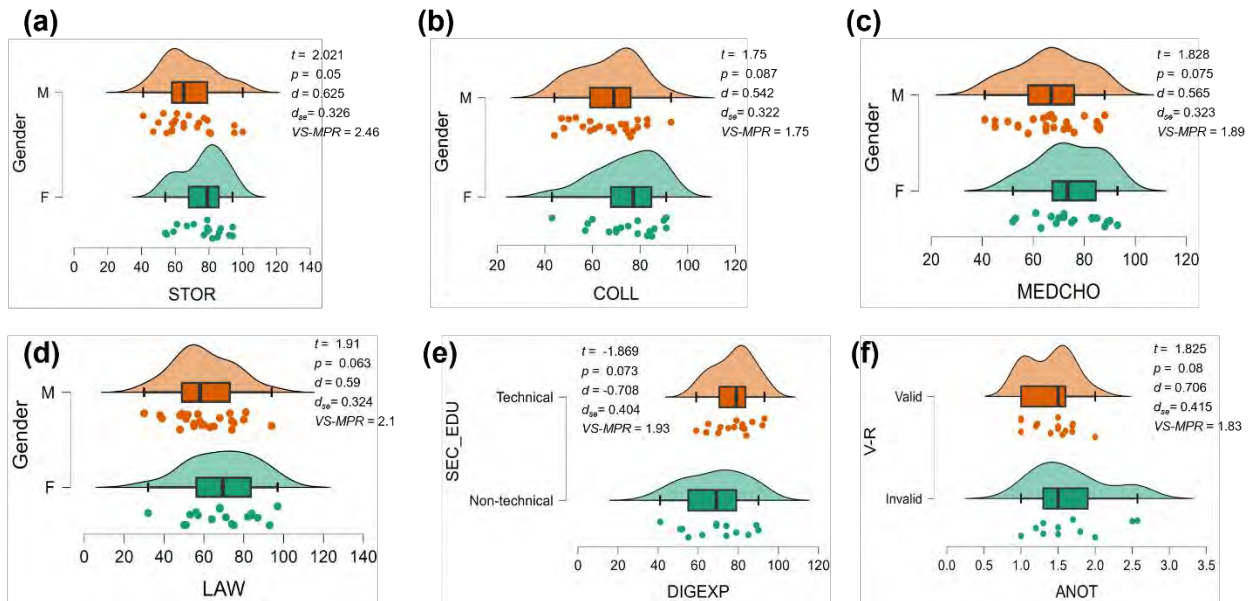 (a)
t = 2.021
p = 0.05
d = 0.625
dse= 0.326
VS-MPR = 2.46
Gender
M
F
0 20 40 60 80 100 120 140
STOR
(b)
t = 1.75
p = 0.087
d = 0.542
dse= 0.322
VS-MPR = 1.75
Gender
M
F
20 40 60 80 100 120
COLL
(c)
t = 1.828
p = 0.075
d = 0.565
dse= 0.323
VS-MPR = 1.89
Gender
M
F
20 40 60 80 100 120
MEDCHO
(d)
t = 1.91
p = 0.063
d = 0.59
dse= 0.324
VS-MPR = 2.1
Gender
M
F
0 20 40 60 80 100 120 140
LAW
(e)
t = -1.869
p = 0.073
d = -0.708
dse= 0.404
VS-MPR = 1.93
SEC_EDU
Technical
Non-technical
0 20 40 60 80 100 120
DIGEXP
(f)
t = 1.825
p = 0.08
d = 0.706
dse= 0.415
VS-MPR = 1.83
V-R
Valid
Invalid
0.0 0.5 1.0 1.5 2.0 2.5 3.0 3.5
ANOT